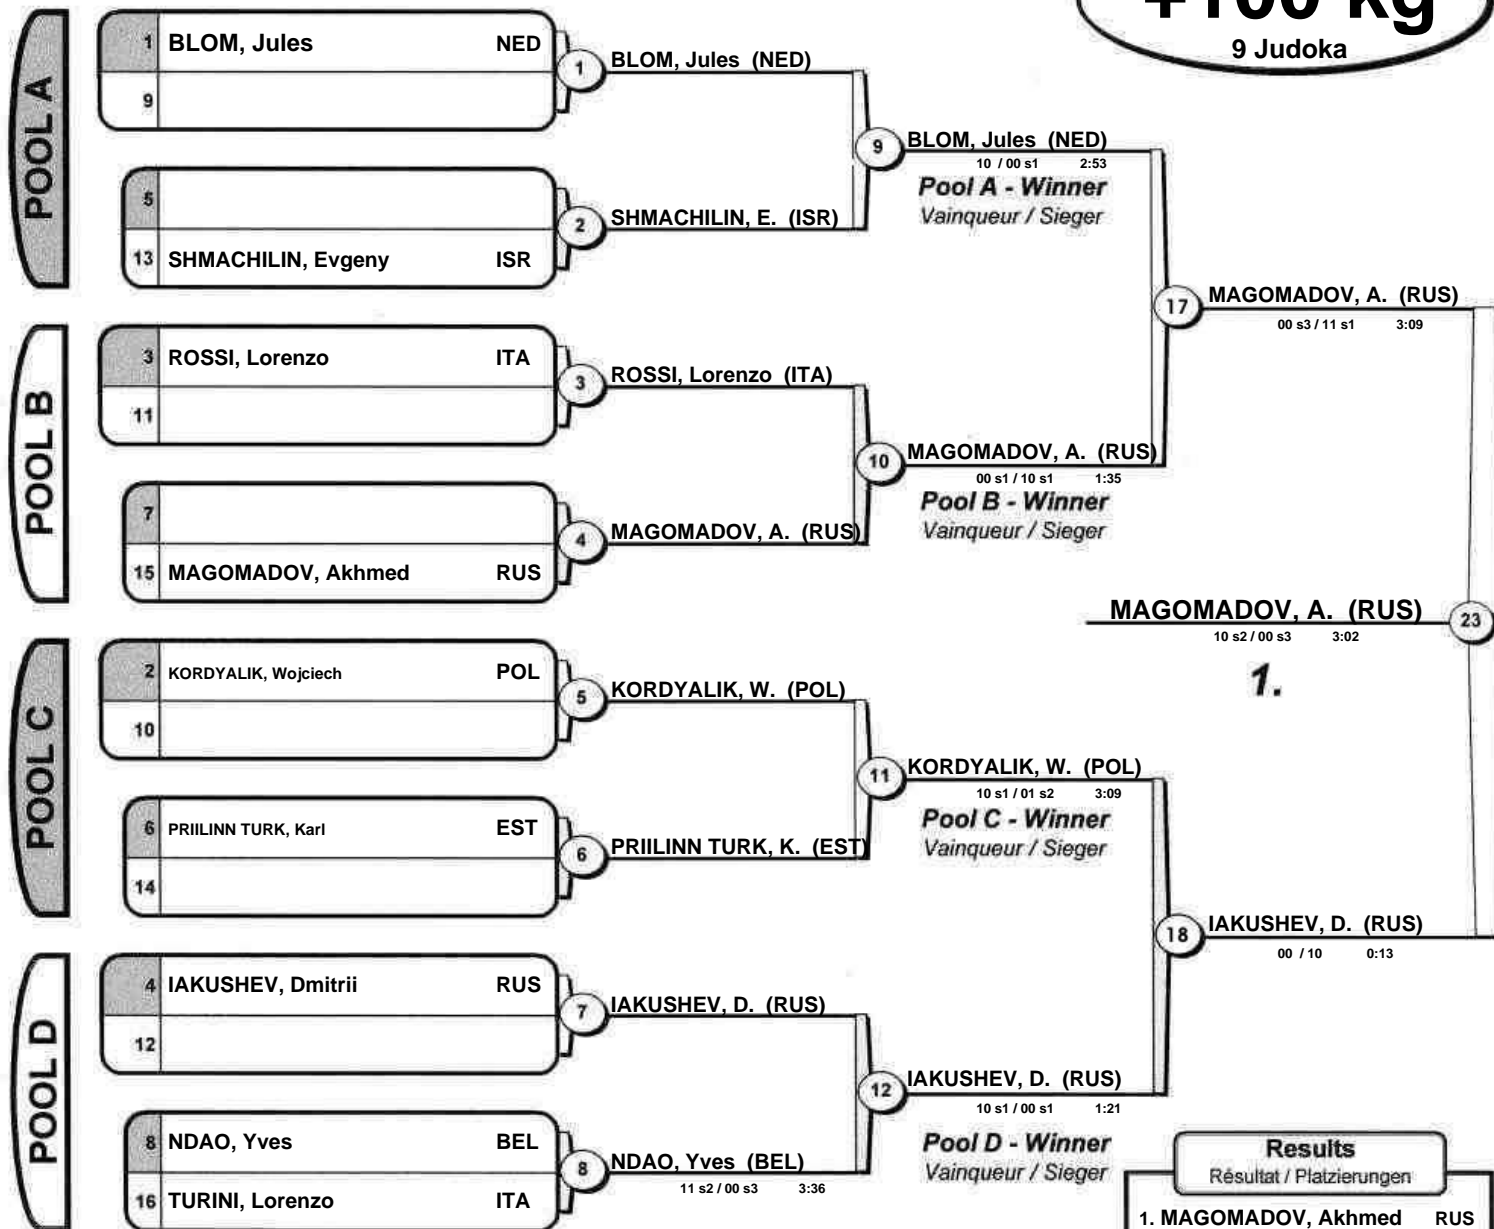 +100 kg
9 Judoka
POOL A
1 BLOM, Jules NED
9
5
13 SHMACHILIN, Evgeny ISR
1 BLOM, Jules (NED)
2 SHMACHILIN, E. (ISR)
9 BLOM, Jules (NED)
10 / 00 s1 2:53
Pool A - Winner
Vainqueur / Sieger
POOL B
3 ROSSI, Lorenzo ITA
11
7
15 MAGOMADOV, Akhmed RUS
3 ROSSI, Lorenzo (ITA)
4 MAGOMADOV, A. (RUS)
10 MAGOMADOV, A. (RUS)
00 s1 / 10 s1 1:35
Pool B - Winner
Vainqueur / Sieger
17 MAGOMADOV, A. (RUS)
00 s3 / 11 s1 3:09
MAGOMADOV, A. (RUS) 23
10 s2 / 00 s3 3:02
1.
POOL C
2 KORDYALIK, Wojciech POL
10
6 PRIILINN TURK, Karl EST
14
5 KORDYALIK, W. (POL)
6 PRIILINN TURK, K. (EST)
11 KORDYALIK, W. (POL)
10 s1 / 01 s2 3:09
Pool C - Winner
Vainqueur / Sieger
18 IAKUSHEV, D. (RUS)
00 / 10 0:13
POOL D
4 IAKUSHEV, Dmitrii RUS
12
8 NDAO, Yves BEL
16 TURINI, Lorenzo ITA
7 IAKUSHEV, D. (RUS)
8 NDAO, Yves (BEL)
11 s2 / 00 s3 3:36
12 IAKUSHEV, D. (RUS)
10 s1 / 00 s1 1:21
Pool D - Winner
Vainqueur / Sieger
Results
Résultat / Platzierungen
1. MAGOMADOV, Akhmed RUS